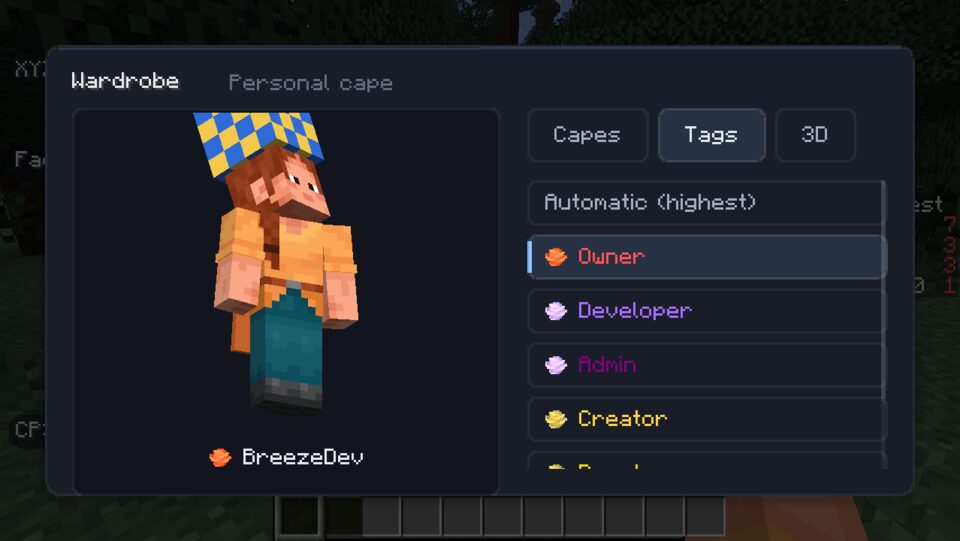 Wardrobe
Personal cape
Capes
Tags
3D
Automatic (highest)
Owner
Developer
Admin
Creator
BreezeDev